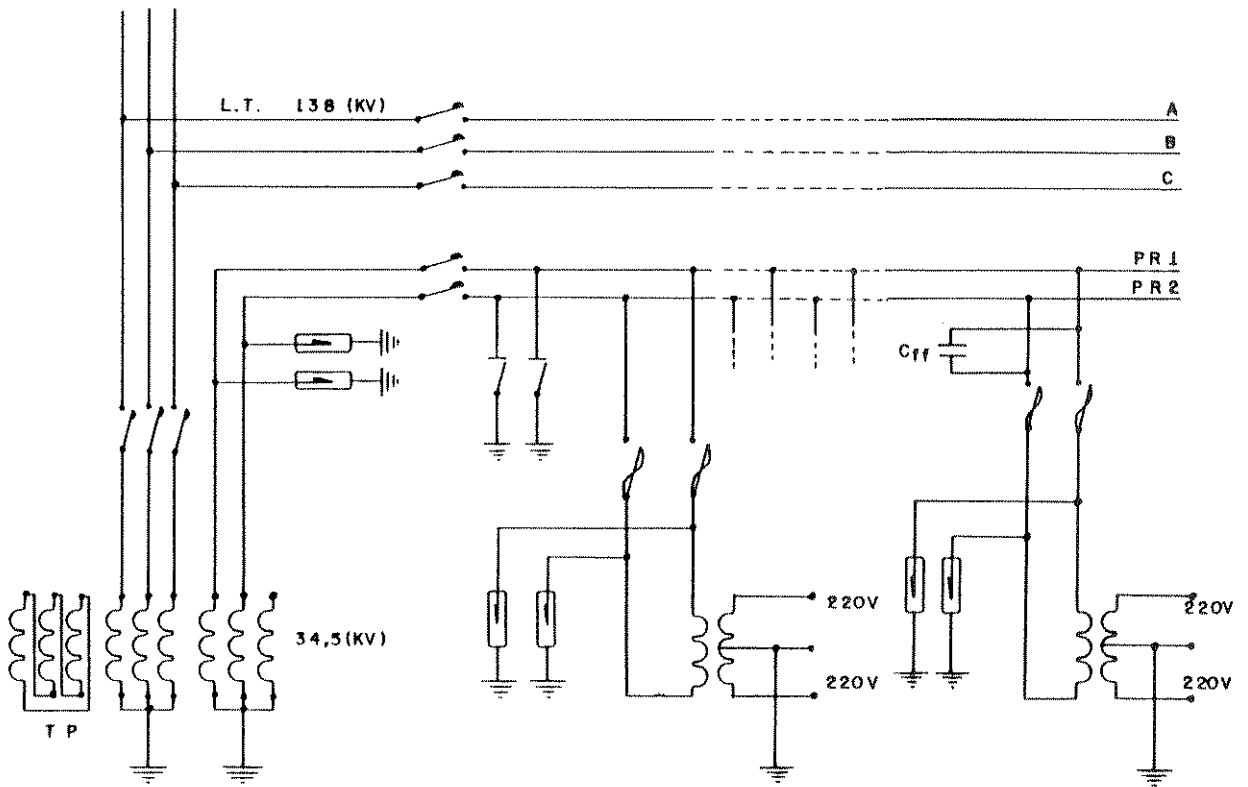 L.T. 138 (KV)
A
B
C
PR1
PR2
Cff
34,5(KV)
220V
220V
220V
220V
T P